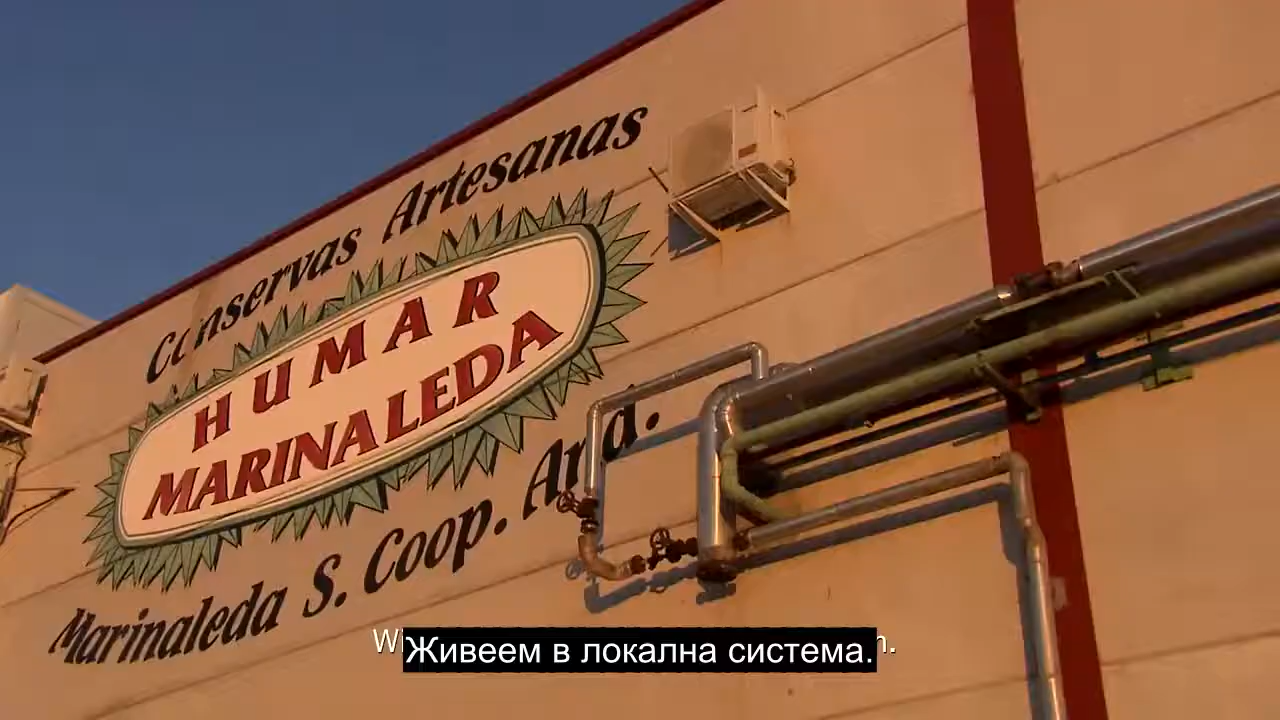 Conservas Artesanas
HUMAR
MARINALEDA
Marinaleda S. Coop. And.
Живеем в локална система.